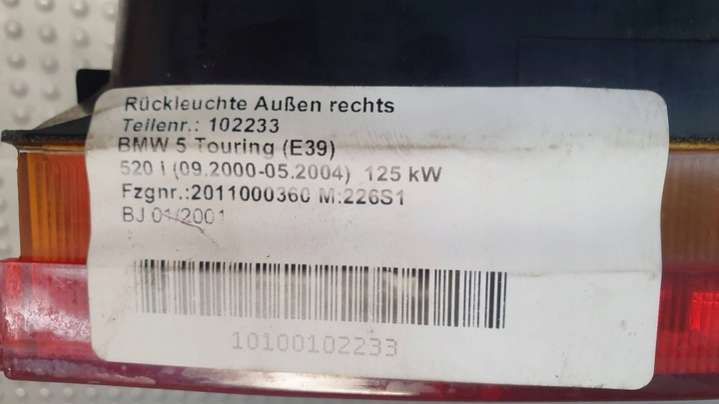 Rückleuchte Außen rechts
Teilenr.: 102233
BMW 5 Touring (E39)
520 i (09.2000-05.2004) 125 kW
Fzgnr.:2011000360 M:226S1
BJ 01/2001
10100102233